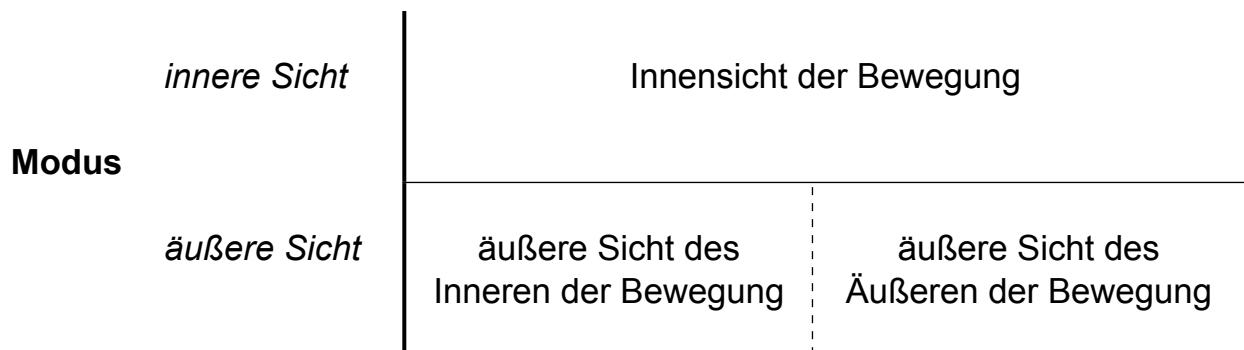 innere Sicht
Innensicht der Bewegung
Modus
äußere Sicht
äußere Sicht des
Inneren der Bewegung
äußere Sicht des
Äußeren der Bewegung